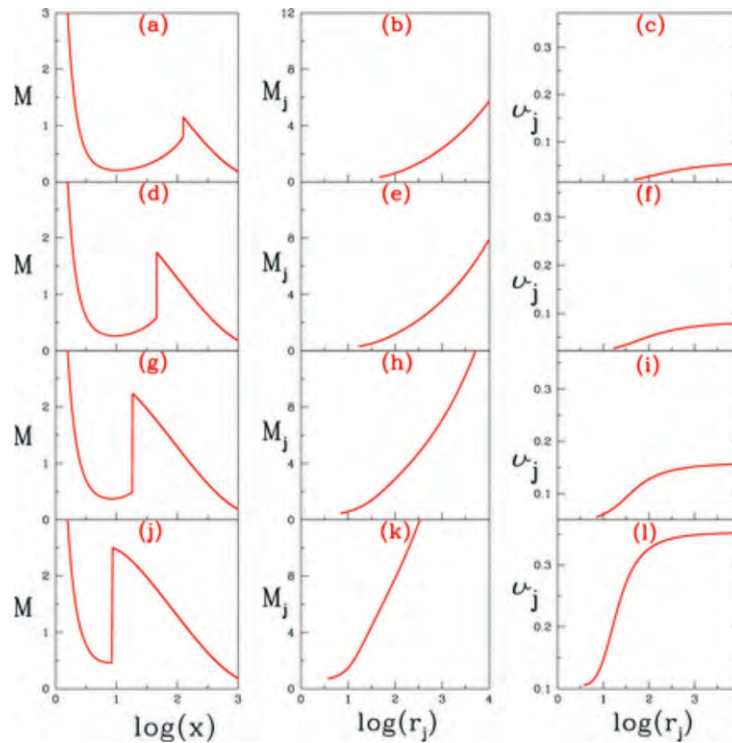 3 (a) 12 (b) (c)
2 8 0.3
M M_j υ_j
1 4 0.2
0.1
0 0
(d) (e) (f)
2 8 0.3
M M_j υ_j
1 4 0.2
0.1
0 0
(g) (h) (i)
2 8 0.3
M M_j υ_j
1 4 0.2
0.1
0 0
(j) (k) (l)
2 8 0.3
M M_j υ_j
1 4 0.2
0 0 0.1
0 1 2 3 0 1 2 3 4 0 1 2 3
log(x) log(r_j) log(r_j)